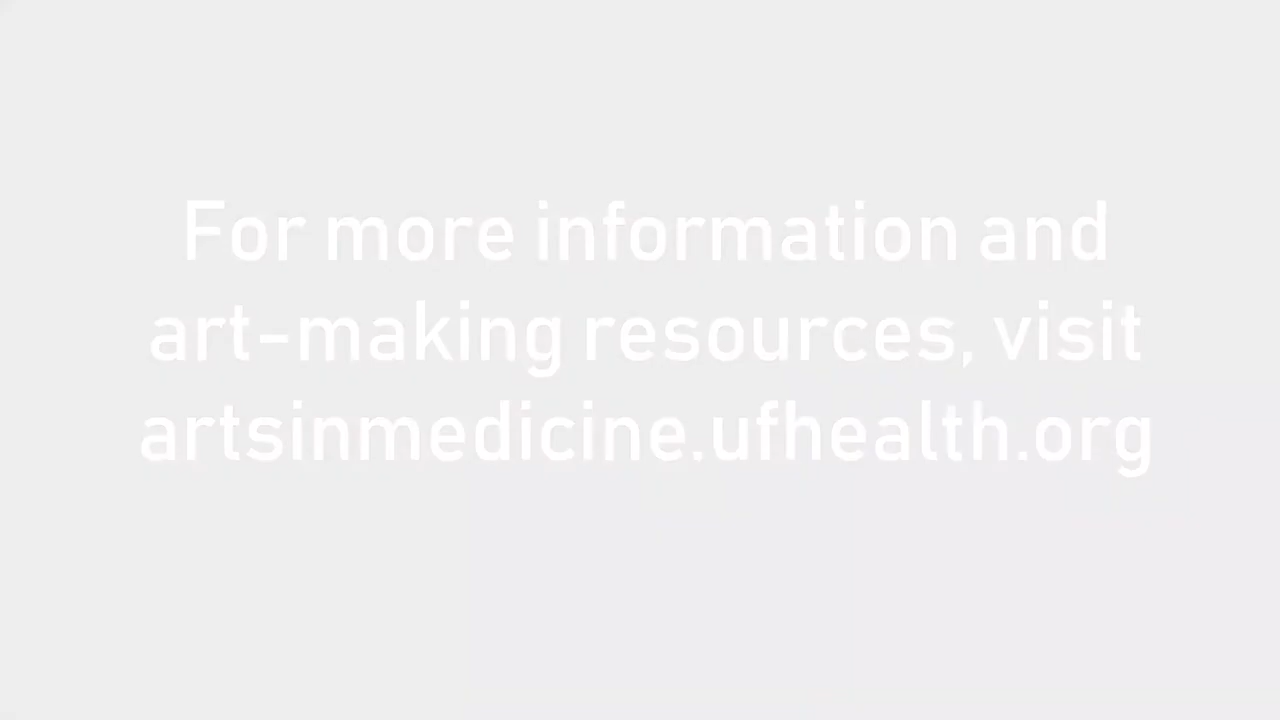 For more information and
art-making resources, visit
artsinmedicine.ufhealth.org